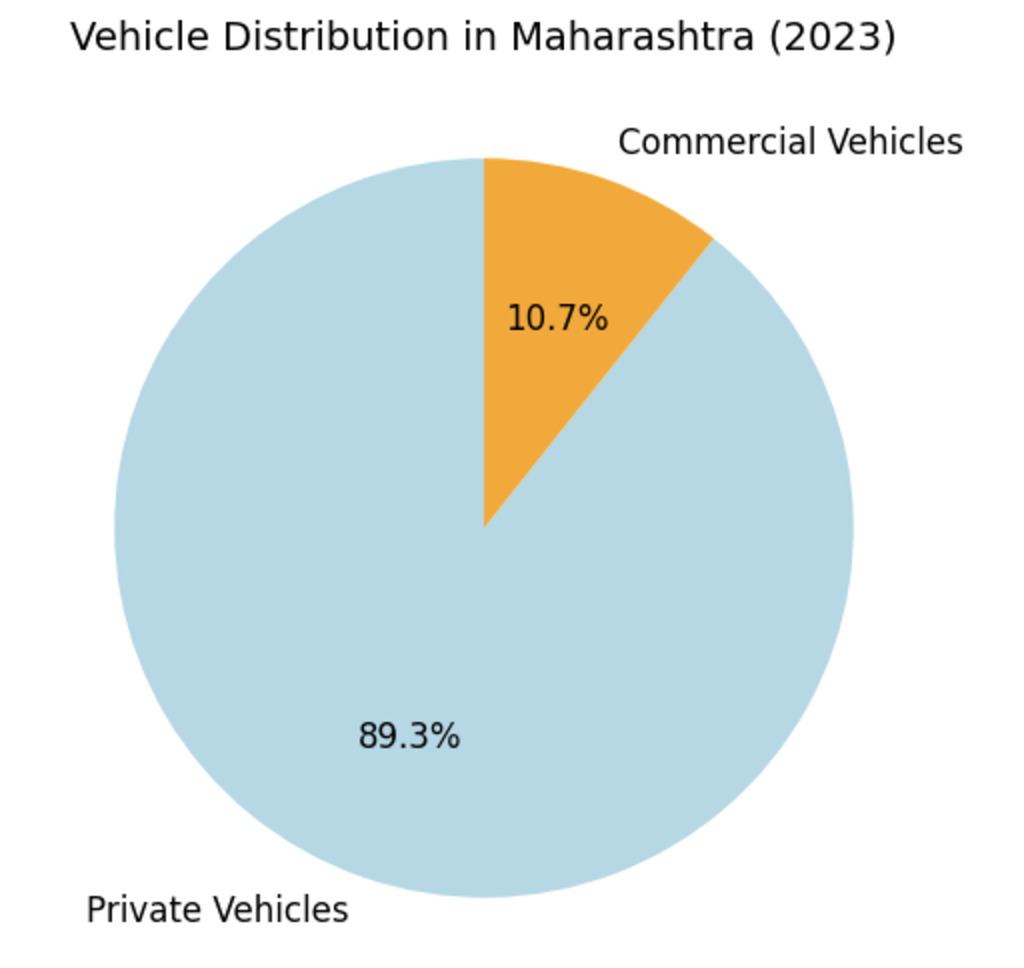 Vehicle Distribution in Maharashtra (2023)
Commercial Vehicles
10.7%
89.3%
Private Vehicles